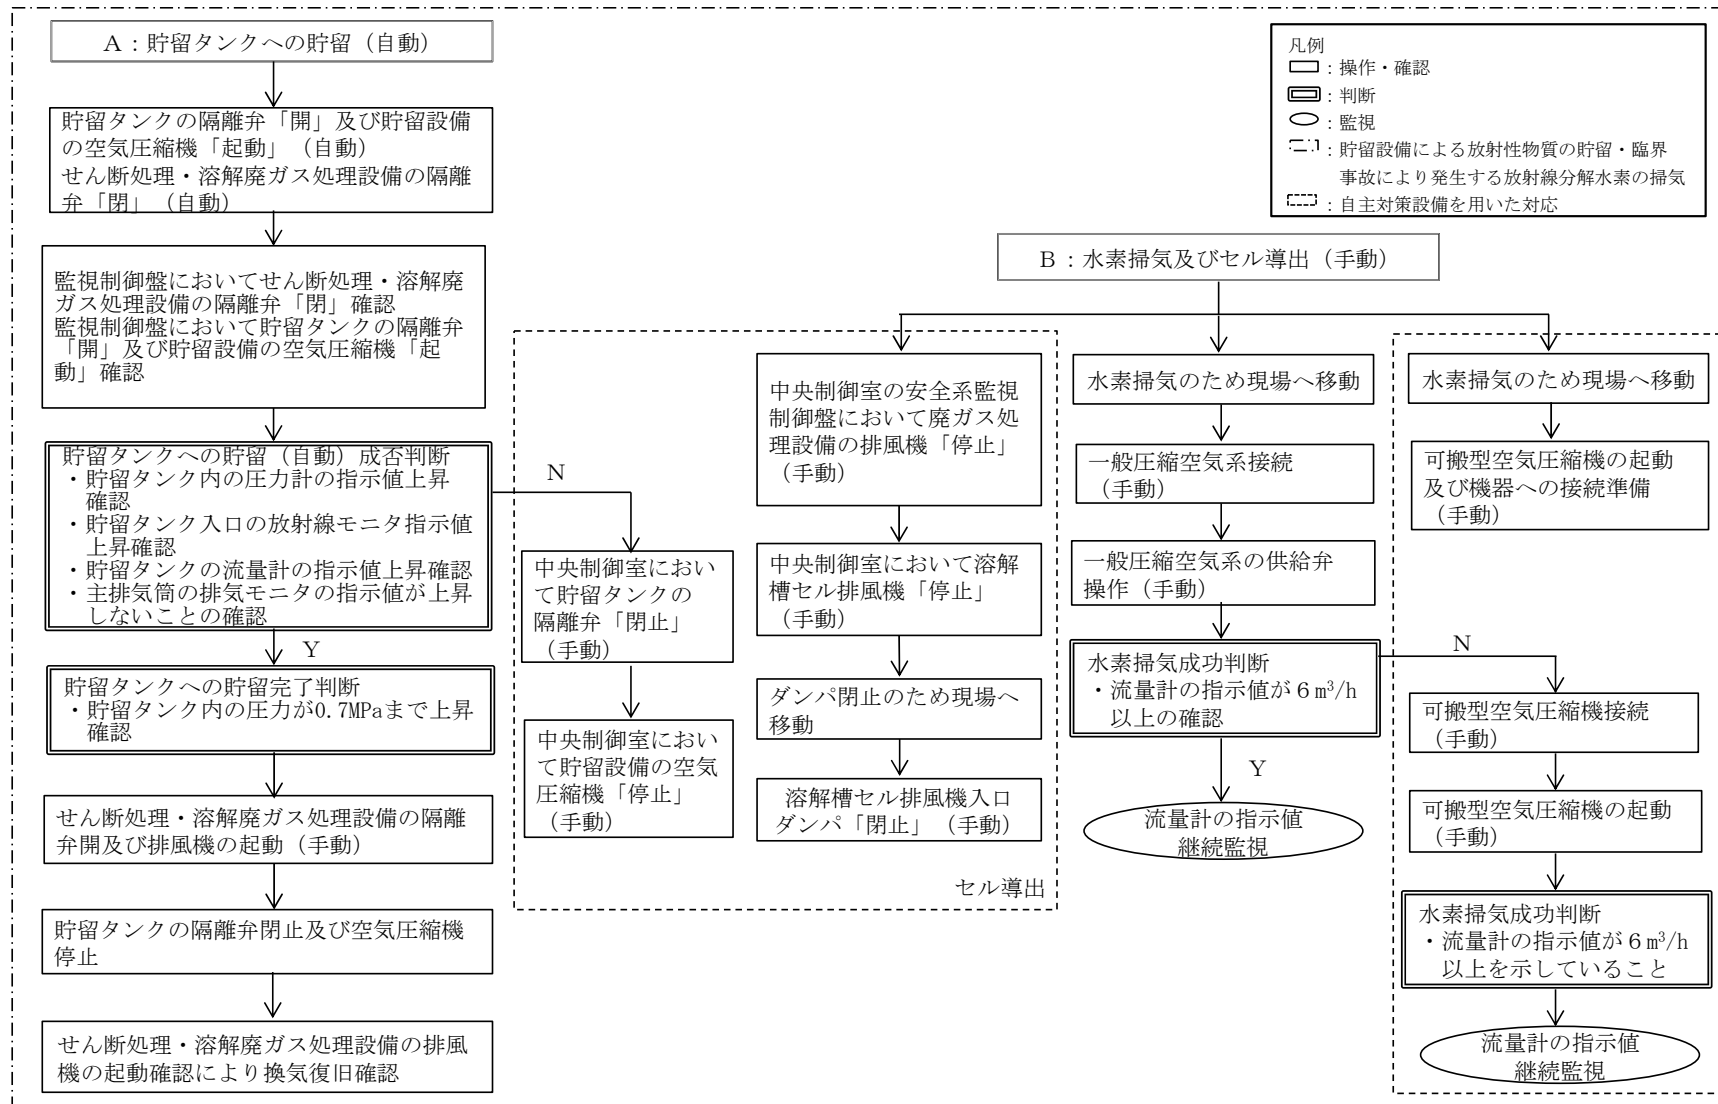 A：貯留タンクへの貯留（自動）
貯留タンクの隔離弁「開」及び貯留設備
の空気圧縮機「起動」（自動）
せん断処理・溶解廃ガス処理設備の隔離
弁「閉」（自動）
監視制御盤においてせん断処理・溶解廃
ガス処理設備の隔離弁「閉」確認
監視制御盤において貯留タンクの隔離弁
「開」及び貯留設備の空気圧縮機「起
動」確認
貯留タンクへの貯留（自動）成否判断
・貯留タンク内の圧力計の指示値上昇
確認
・貯留タンク入口の放射線モニタ指示値
上昇確認
・貯留タンクの流量計の指示値上昇確認
・主排気筒の排気モニタの指示値が上昇
しないことの確認
N
Y
貯留タンクへの貯留完了判断
・貯留タンク内の圧力が0.7MPaまで上昇
確認
せん断処理・溶解廃ガス処理設備の隔離
弁開及び排風機の起動（手動）
貯留タンクの隔離弁閉止及び空気圧縮機
停止
せん断処理・溶解廃ガス処理設備の排風
機の起動確認により換気復旧確認
中央制御室におい
て貯留タンクの
隔離弁「閉止」
（手動）
中央制御室におい
て貯留設備の空気
圧縮機「停止」
（手動）
凡例
：操作・確認
：判断
：監視
：貯留設備による放射性物質の貯留・臨界
事故により発生する放射線分解水素の掃気
：自主対策設備を用いた対応
B：水素掃気及びセル導出（手動）
中央制御室の安全系監視
制御盤において廃ガス処
理設備の排風機「停止」
（手動）
中央制御室において溶解
槽セル排風機「停止」
（手動）
ダンパ閉止のため現場へ
移動
溶解槽セル排風機入口
ダンパ「閉止」（手動）
セル導出
水素掃気のため現場へ移動
一般圧縮空気系接続
（手動）
一般圧縮空気系の供給弁
操作（手動）
水素掃気成功判断
・流量計の指示値が６m³/h
以上の確認
N
Y
流量計の指示値
継続監視
水素掃気のため現場へ移動
可搬型空気圧縮機の起動
及び機器への接続準備
（手動）
可搬型空気圧縮機接続
（手動）
可搬型空気圧縮機の起動
（手動）
水素掃気成功判断
・流量計の指示値が６m³/h
以上を示していること
流量計の指示値
継続監視